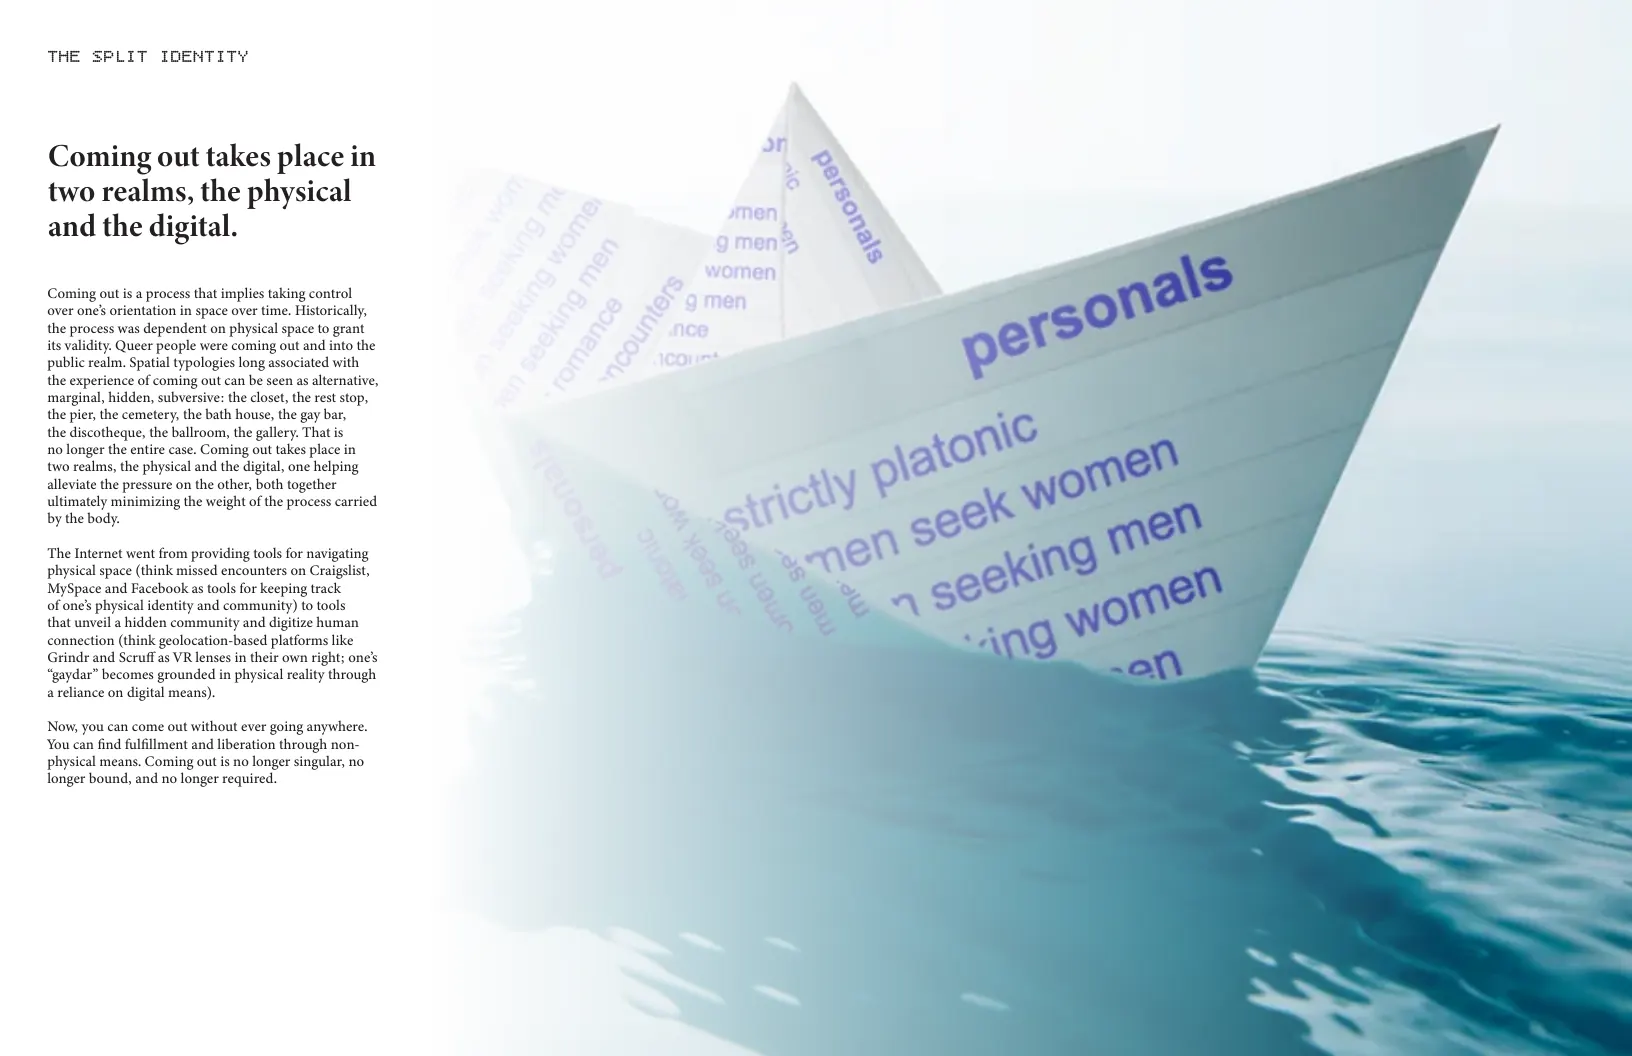 THE SPLIT IDENTITY
Coming out takes place in
two realms, the physical
and the digital.
Coming out is a process that implies taking control
over one’s orientation in space over time. Historically,
the process was dependent on physical space to grant
its validity. Queer people were coming out and into the
public realm. Spatial typologies long associated with
the experience of coming out can be seen as alternative,
marginal, hidden, subversive: the closet, the rest stop,
the pier, the cemetery, the bath house, the gay bar,
the discotheque, the ballroom, the gallery. That is
no longer the entire case. Coming out takes place in
two realms, the physical and the digital, one helping
alleviate the pressure on the other, both together
ultimately minimizing the weight of the process carried
by the body.
The Internet went from providing tools for navigating
physical space (think missed encounters on Craigslist,
MySpace and Facebook as tools for keeping track
of one’s physical identity and community) to tools
that unveil a hidden community and digitize human
connection (think geolocation-based platforms like
Grindr and Scruff as VR lenses in their own right; one’s
“gaydar” becomes grounded in physical reality through
a reliance on digital means).
Now, you can come out without ever going anywhere.
You can find fulfillment and liberation through non-
physical means. Coming out is no longer singular, no
longer bound, and no longer required.
seeking women
seeking men
romance
ncounters
omen
g men
women
g men
nce
personals
personals
strictly platonic
men seek women
n seeking men
king women
en
personals